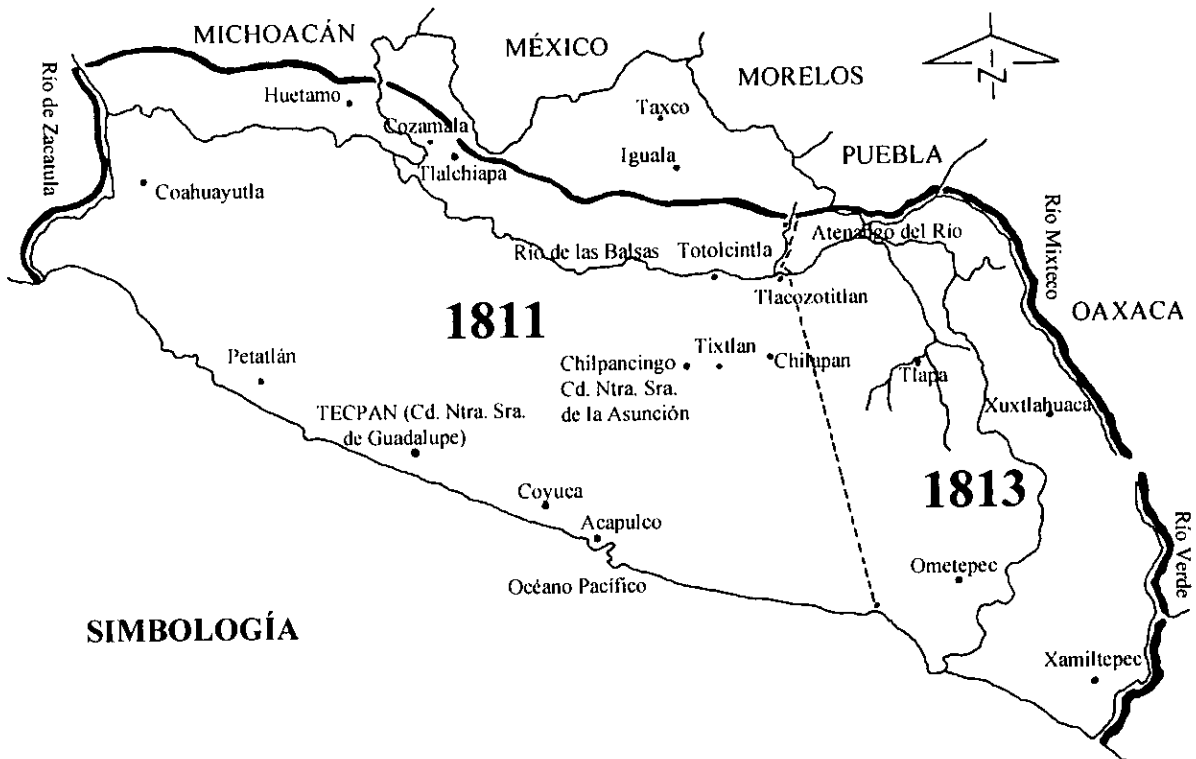 MICHOACÁN
MÉXICO
MORELOS
N
Río de Zacatula
Huetamo
Taxco
Cozamala
Tlalchiapa
Iguala
PUEBLA
Coahuayutla
Río Mixteco
Atenango del Río
Río de las Balsas
Totolcintla
Tlacozotitlan
OAXACA
1811
Petatlán
Chilpancingo
Cd. Ntra. Sra.
de la Asunción
Tixtlan
Chilapan
Tlapa
Xuxtlahuaca
TECPAN (Cd. Ntra. Sra.
de Guadalupe)
1813
Coyuca
Acapulco
Río Verde
Océano Pacífico
Ometepec
SIMBOLOGÍA
Xamiltepec